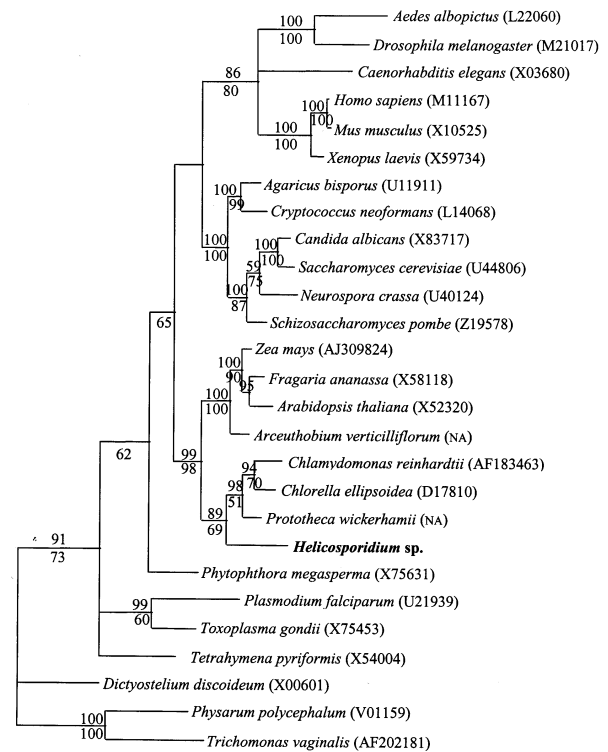 100
100
Aedes albopictus (L22060)
Drosophila melanogaster (M21017)
86
80
Caenorhabditis elegans (X03680)
Homo sapiens (M11167)
100
100
Mus musculus (X10525)
100
100
Xenopus laevis (X59734)
Agaricus bisporus (U11911)
100
99
Cryptococcus neoformans (L14068)
100
100
Candida albicans (X83717)
100
100
Saccharomyces cerevisiae (U44806)
59
75
Neurospora crassa (U40124)
100
87
Schizosaccharomyces pombe (Z19578)
65
Zea mays (AJ309824)
100
90
Fragaria ananassa (X58118)
95
Arabidopsis thaliana (X52320)
100
100
Arceuthobium verticilliflorum (NA)
99
98
Chlamydomonas reinhardtii (AF183463)
94
70
Chlorella ellipsoidea (D17810)
98
51
Prototheca wickerhamii (NA)
89
69
Helicosporidium sp.
62
Phytophthora megasperma (X75631)
91
73
Plasmodium falciparum (U21939)
99
60
Toxoplasma gondii (X75453)
Tetrahymena pyriformis (X54004)
Dictyostelium discoideum (X00601)
Physarum polycephalum (V01159)
100
100
Trichomonas vaginalis (AF202181)